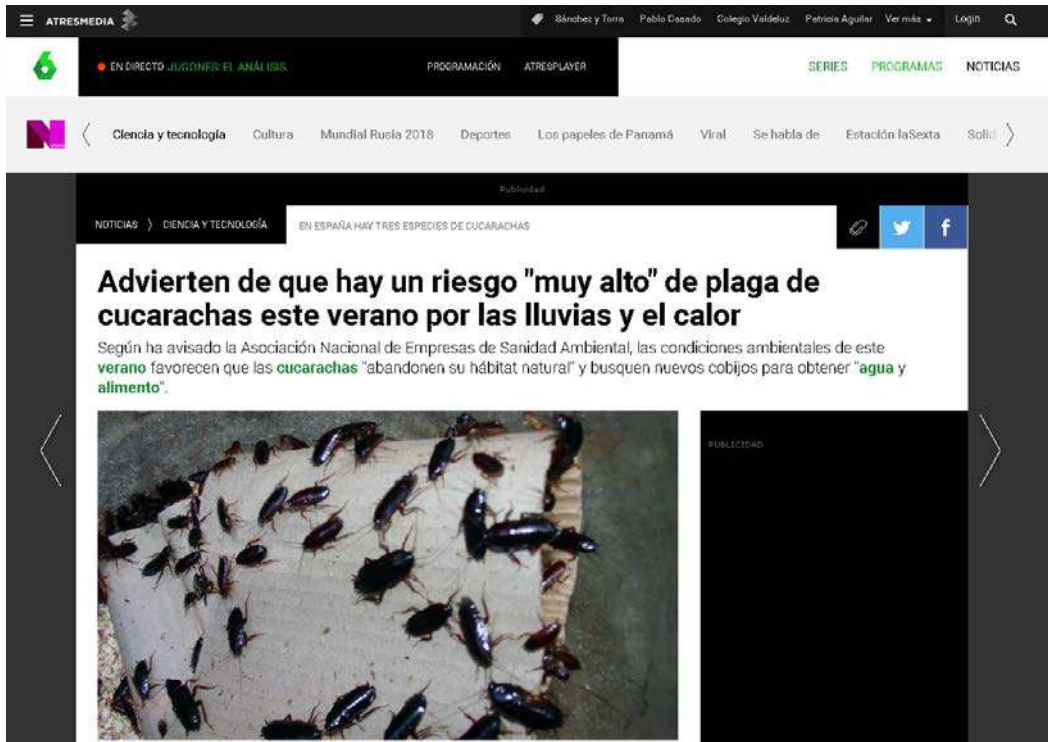 ATRESMEDIA
Sánchez y Torra Pablo Casado Colegio Valdeluz Patricia Aguilar Ver más Login
6
EN DIRECTO JUGONES: EL ANÁLISIS. PROGRAMACIÓN ATRESPLAYER SERIES PROGRAMAS NOTICIAS
N Ciencia y tecnología Cultura Mundial Rusia 2018 Deportes Los papeles de Panamá Viral Se habla de Estación laSexta Solid
Publicidad
NOTICIAS > CIENCIA Y TECNOLOGÍA EN ESPAÑA HAY TRES ESPECIES DE CUCARACHAS
Advierten de que hay un riesgo "muy alto" de plaga de
cucarachas este verano por las lluvias y el calor
Según ha avisado la Asociación Nacional de Empresas de Sanidad Ambiental, las condiciones ambientales de este
verano favorecen que las cucarachas "abandonen su hábitat natural" y busquen nuevos cobijos para obtener "agua y
alimento".
PUBLICIDAD